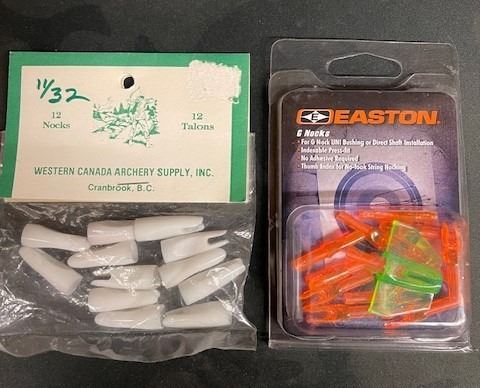 11/32
12
Nocks
12
Talons
WESTERN CANADA ARCHERY SUPPLY, INC.
Cranbrook, B.C.
EASTON
G Nocks
• For G Nock UNI Bushing or Direct Shaft Installation
• Indexable Press-fit
• No Adhesive Required
• Thumb Index for No-look String Nocking